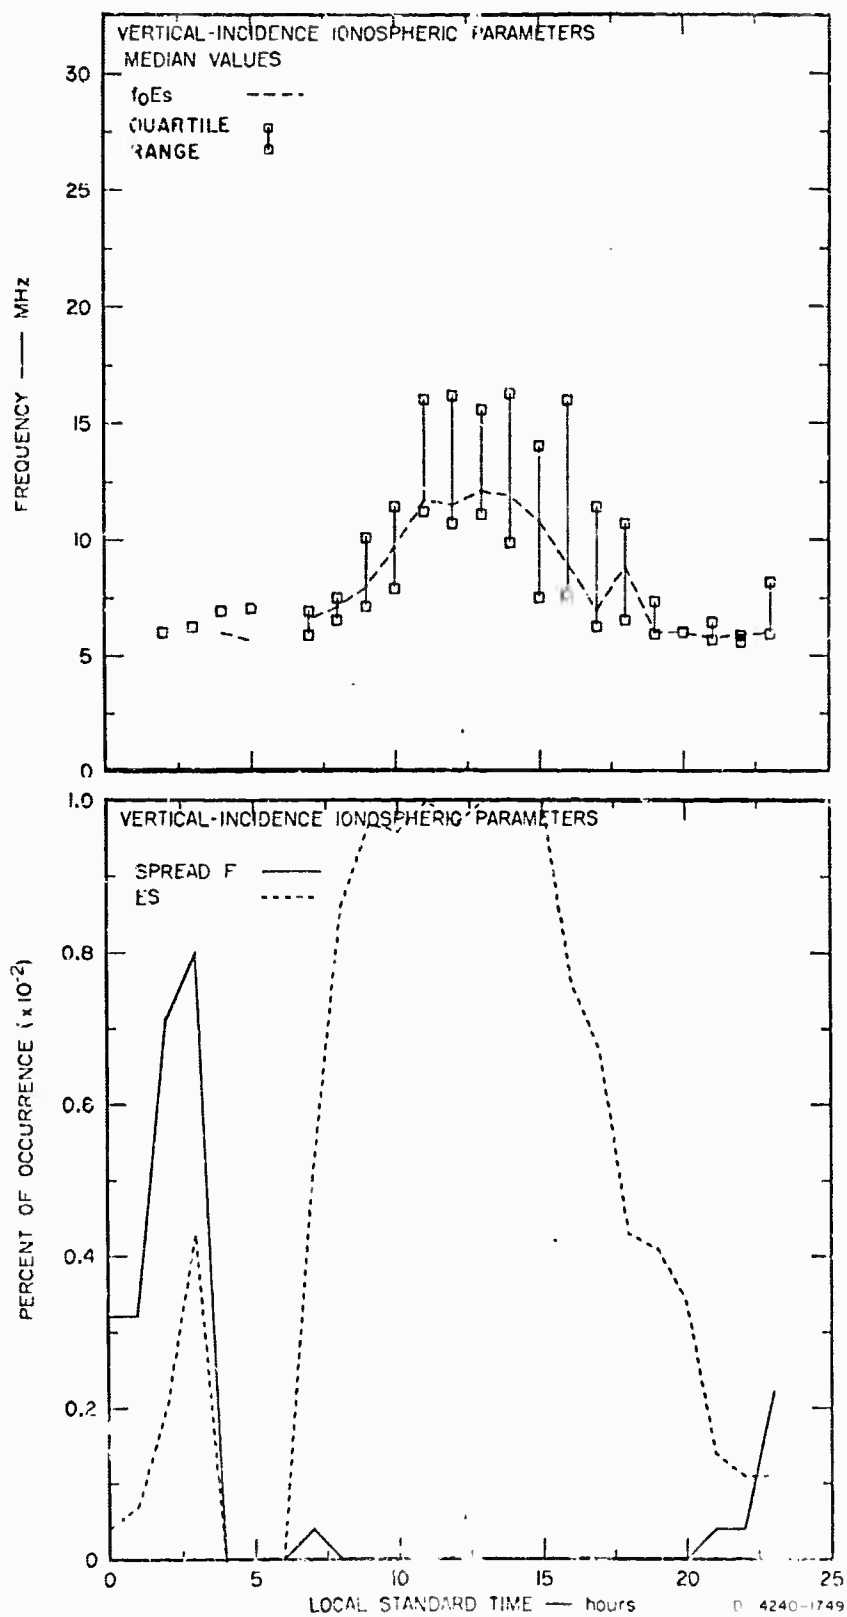 VERTICAL-INCIDENCE IONOSPHERIC PARAMETERS
MEDIAN VALUES
foEs
QUARTILE
RANGE
30
25
20
15
10
5
0
FREQUENCY — MHz
1.0
VERTICAL-INCIDENCE IONOSPHERIC PARAMETERS
SPREAD F
ES
0.8
0.6
0.4
0.2
0
PERCENT OF OCCURRENCE (x10-2)
0 5 10 15 20 25
LOCAL STANDARD TIME — hours
D 4240-1749